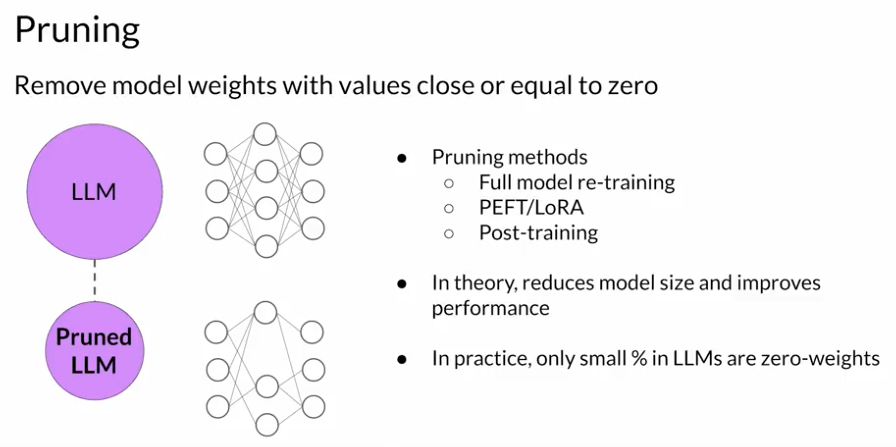 Pruning
Remove model weights with values close or equal to zero
LLM
Pruned
LLM
● Pruning methods
○ Full model re-training
○ PEFT/LoRA
○ Post-training
● In theory, reduces model size and improves
performance
● In practice, only small % in LLMs are zero-weights